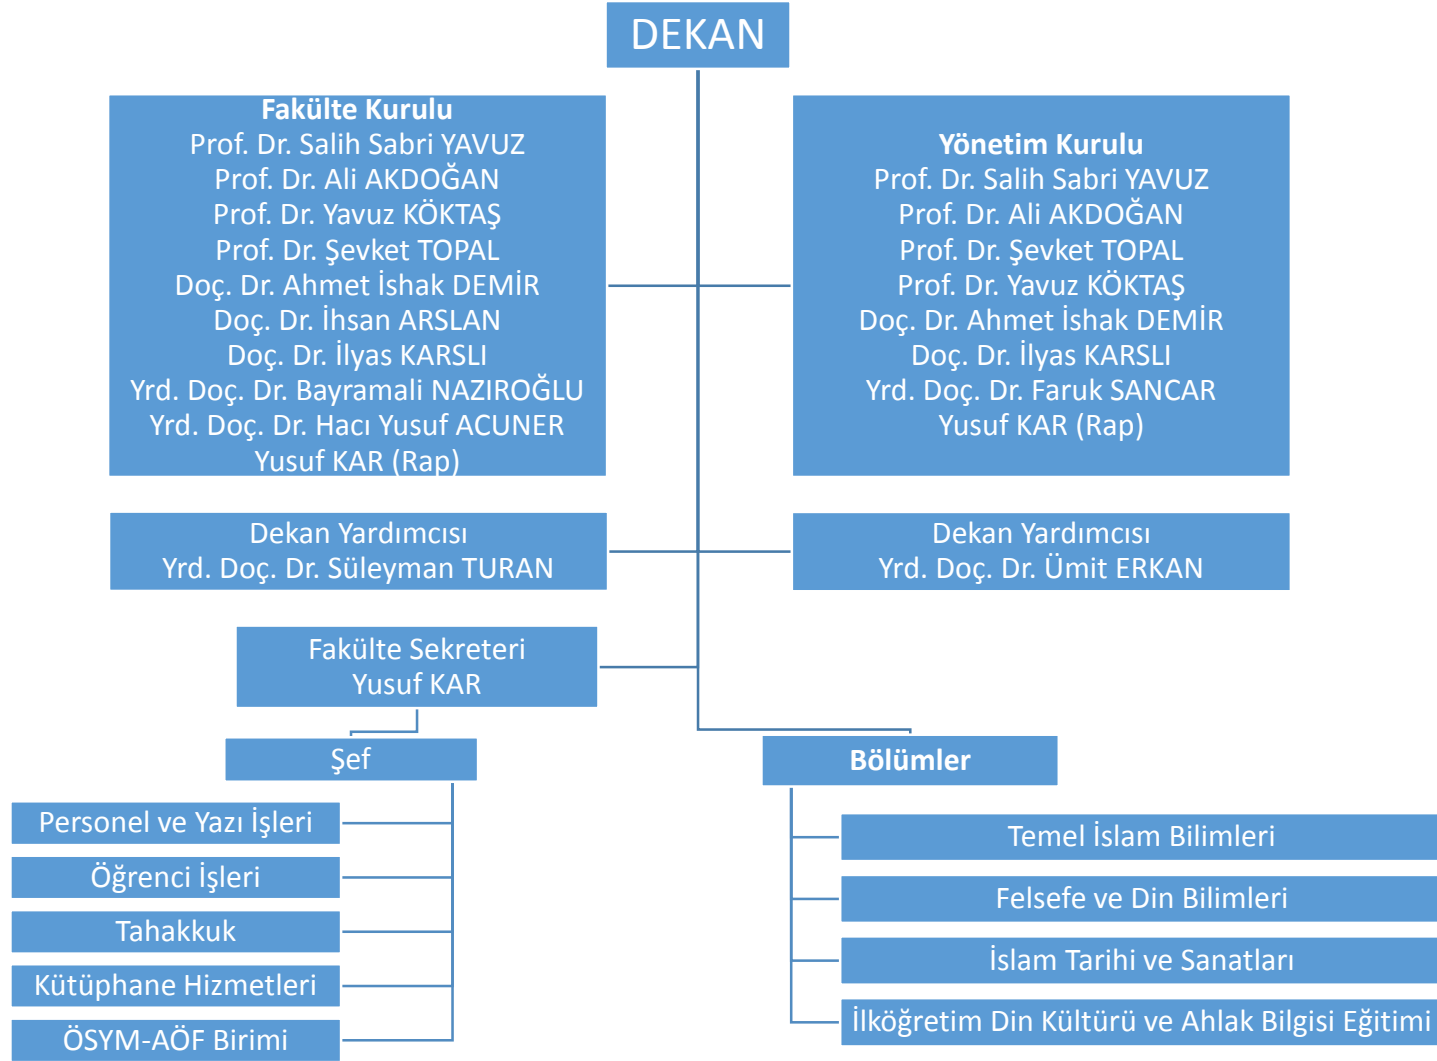 DEKAN
Fakülte Kurulu
Prof. Dr. Salih Sabri YAVUZ
Prof. Dr. Ali AKDOĞAN
Prof. Dr. Yavuz KÖKTAŞ
Prof. Dr. Şevket TOPAL
Doç. Dr. Ahmet İshak DEMİR
Doç. Dr. İhsan ARSLAN
Doç. Dr. İlyas KARSLI
Yrd. Doç. Dr. Bayramali NAZIROĞLU
Yrd. Doç. Dr. Hacı Yusuf ACUNER
Yusuf KAR (Rap)
Yönetim Kurulu
Prof. Dr. Salih Sabri YAVUZ
Prof. Dr. Ali AKDOĞAN
Prof. Dr. Şevket TOPAL
Prof. Dr. Yavuz KÖKTAŞ
Doç. Dr. Ahmet İshak DEMİR
Doç. Dr. İlyas KARSLI
Yrd. Doç. Dr. Faruk SANCAR
Yusuf KAR (Rap)
Dekan Yardımcısı
Yrd. Doç. Dr. Süleyman TURAN
Dekan Yardımcısı
Yrd. Doç. Dr. Ümit ERKAN
Fakülte Sekreteri
Yusuf KAR
Şef
Personel ve Yazı İşleri
Öğrenci İşleri
Tahakkuk
Kütüphane Hizmetleri
ÖSYM-AÖF Birimi
Bölümler
Temel İslam Bilimleri
Felsefe ve Din Bilimleri
İslam Tarihi ve Sanatları
İlköğretim Din Kültürü ve Ahlak Bilgisi Eğitimi